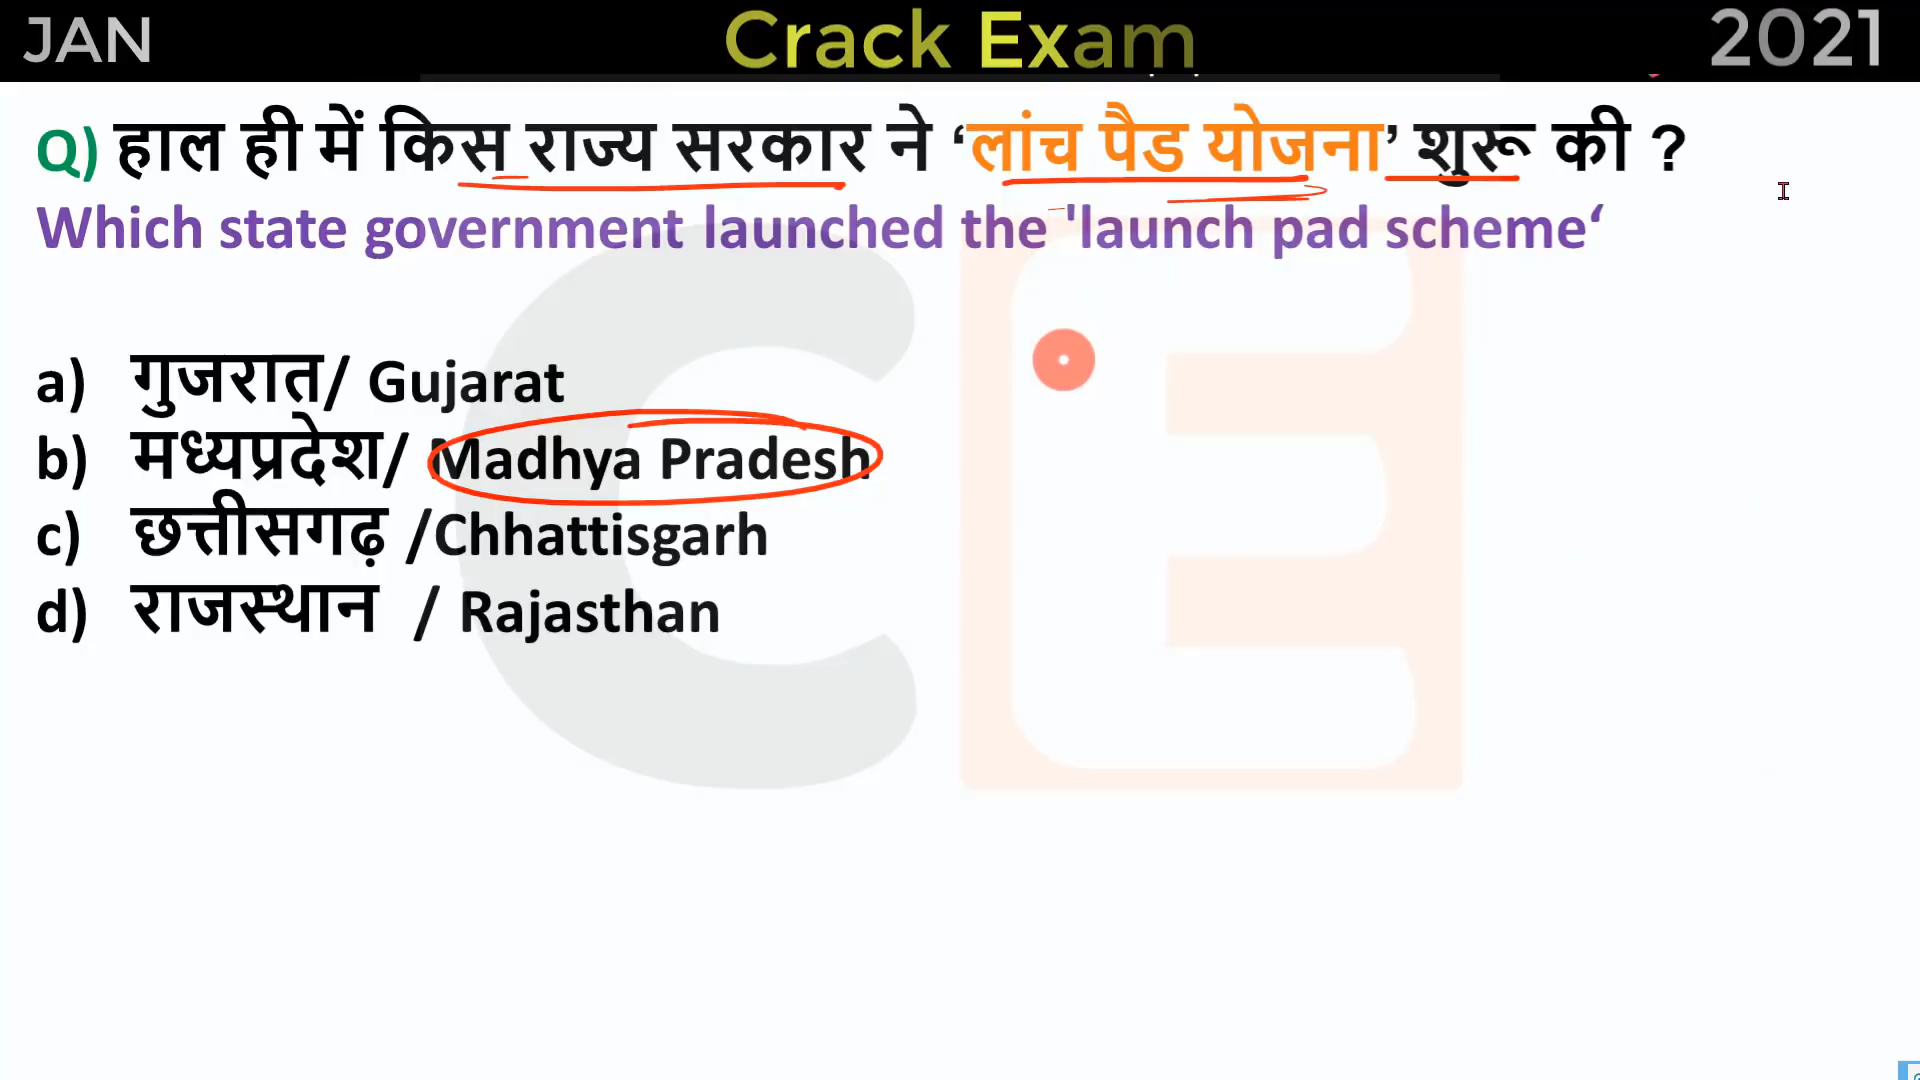 JAN Crack Exam 2021
Q) हाल ही में किस राज्य सरकार ने ‘लांच पैड योजना’ शुरू की ?
Which state government launched the 'launch pad scheme‘
a) गुजरात/ Gujarat
b) मध्यप्रदेश/ Madhya Pradesh
c) छत्तीसगढ़ /Chhattisgarh
d) राजस्थान / Rajasthan
CE